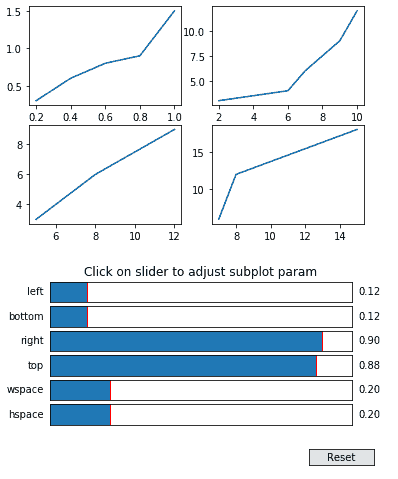 1.5
1.0
0.5
0.2 0.4 0.6 0.8 1.0
10.0
7.5
5.0
2 4 6 8 10
8
6
4
6 8 10 12
15
10
8 10 12 14
Click on slider to adjust subplot param
left 0.12
bottom 0.12
right 0.90
top 0.88
wspace 0.20
hspace 0.20
Reset